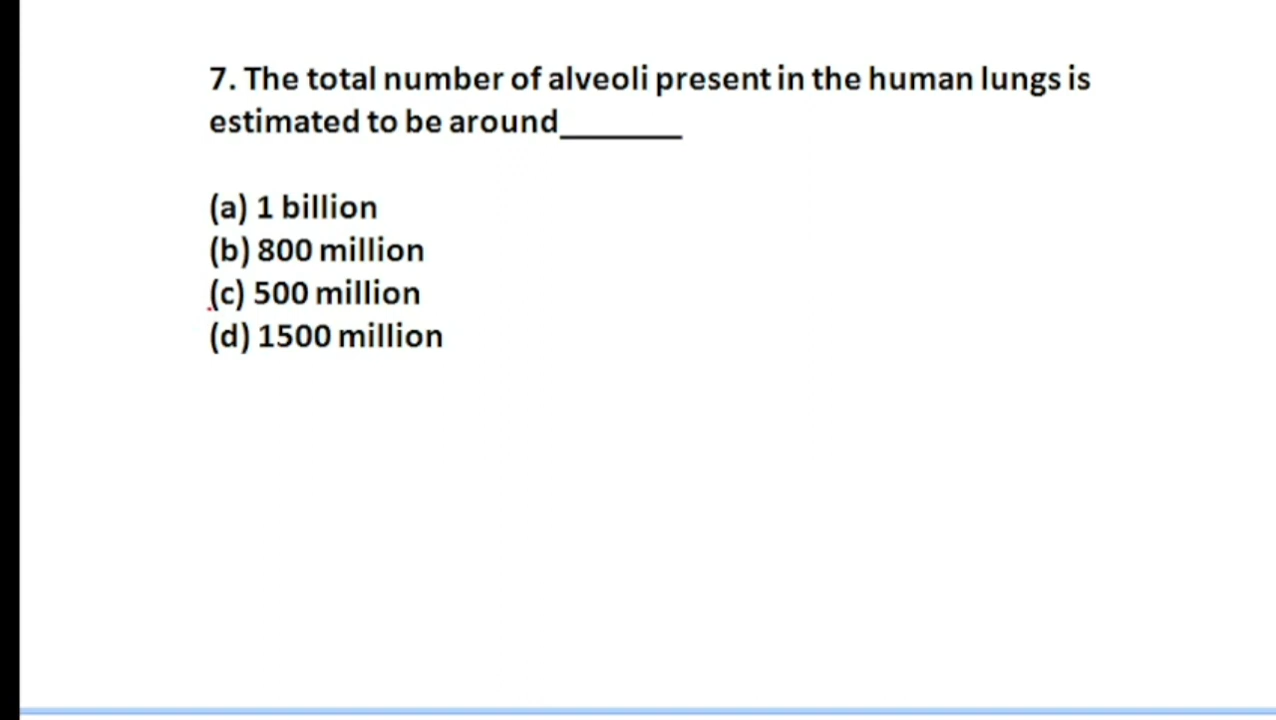 7. The total number of alveoli present in the human lungs is
estimated to be around_______
(a) 1 billion
(b) 800 million
(c) 500 million
(d) 1500 million